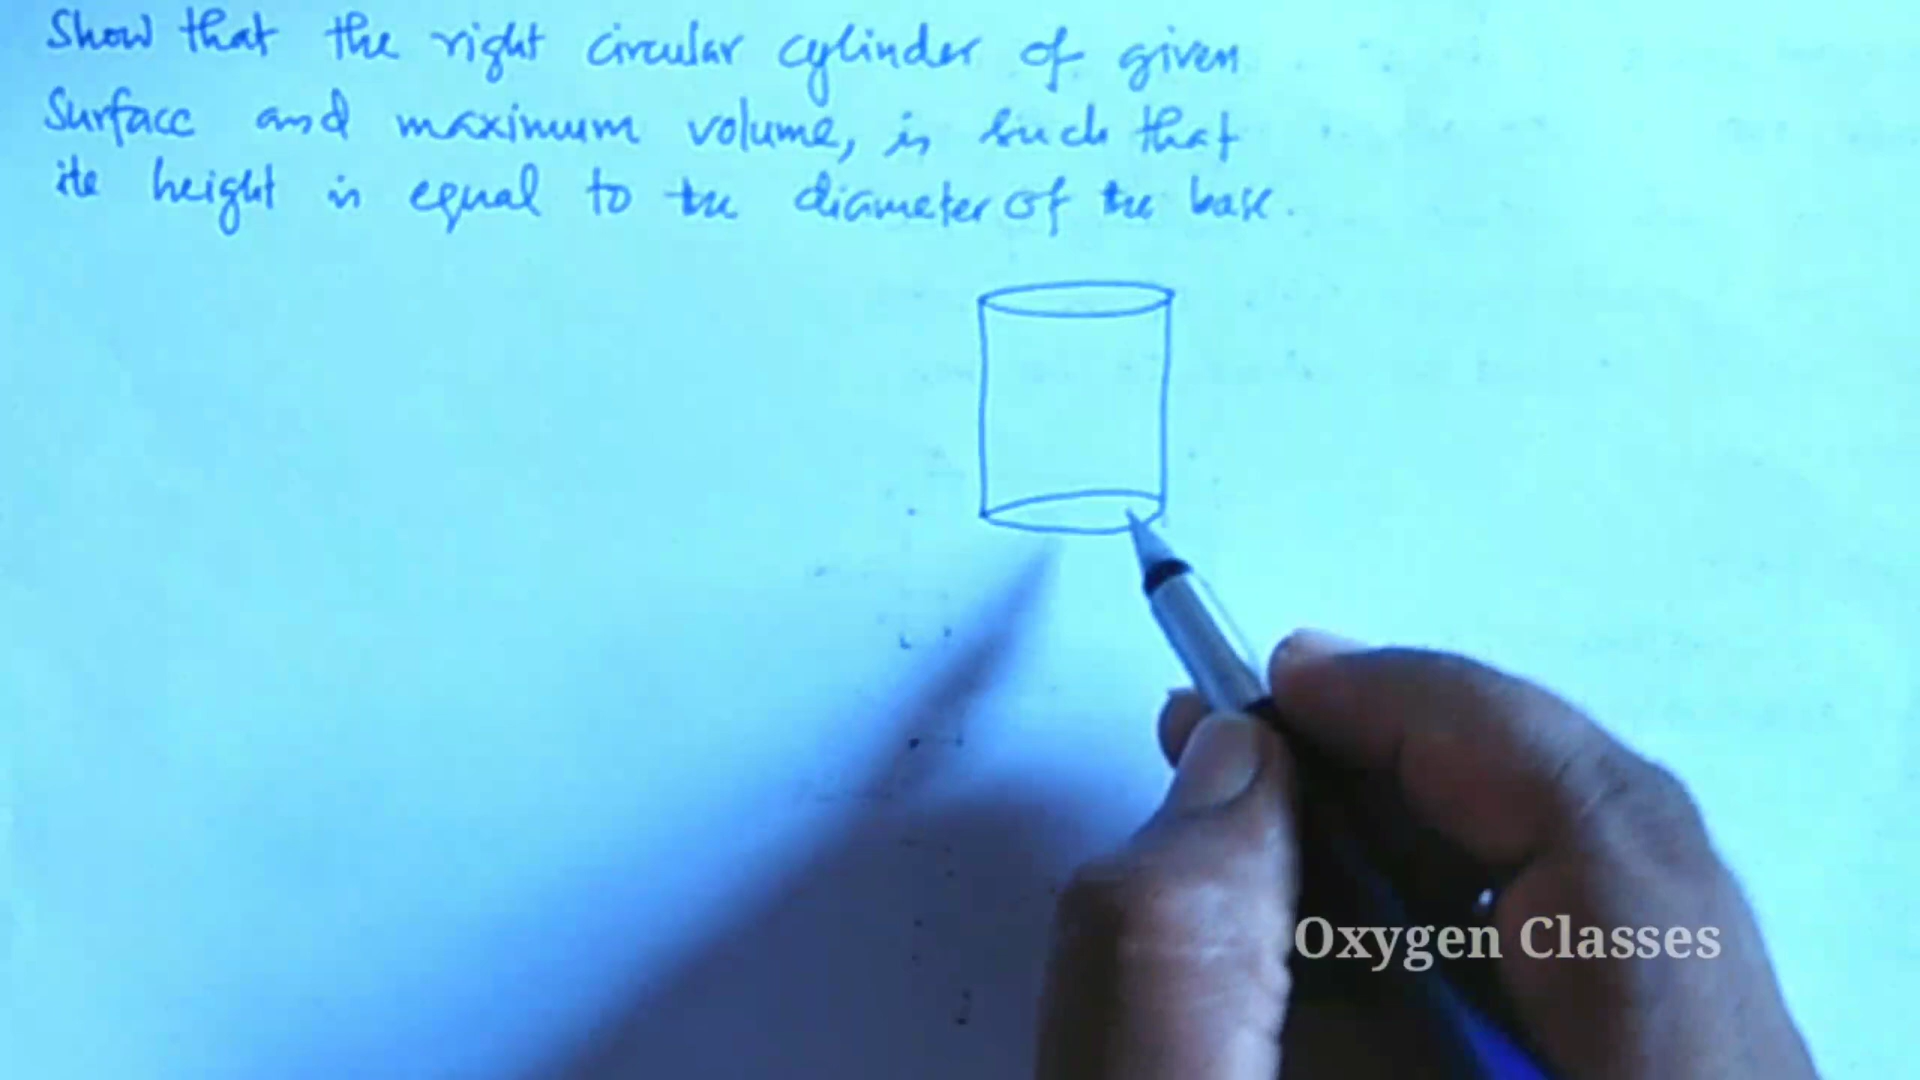 Show that the right circular cylinder of given
Surface and maximum volume, is such that
its height is equal to the diameter of the base.
Oxygen Classes